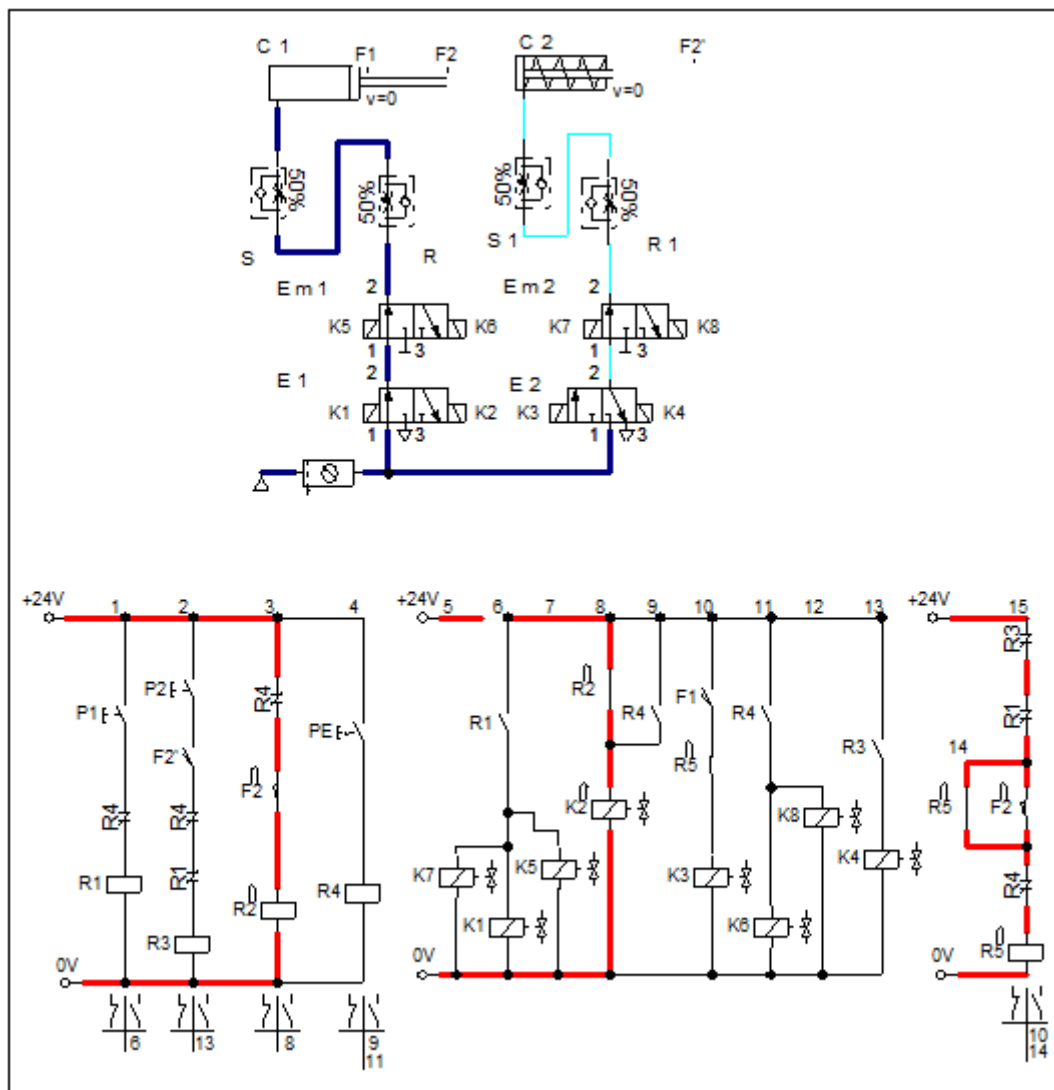 C 1 F1 F2 C 2 F2'
v=0 v=0
50% 50% 50% 50%
S R S 1 R 1
E m 1 2 E m 2 2
K5 K6 K7 K8
1 3 1 3
E 1 2 E 2 2
K1 K2 K3 K4
1 3 1 3
+24V 1 2 3 4 +24V 5 6 7 8 9 10 11 12 13 +24V 15
R3
P2 R4 R2 F1
P1 PE R1 R4 R4 R3 R1
F2' F2 R5 14
R5 F2
R4 R4 K2 K8
R1 R1 R2 R4 K7 K5 K3 K4 R4
R3 K1 K6 R5
0V 0V 0V
6 13 8 9 10
11 14